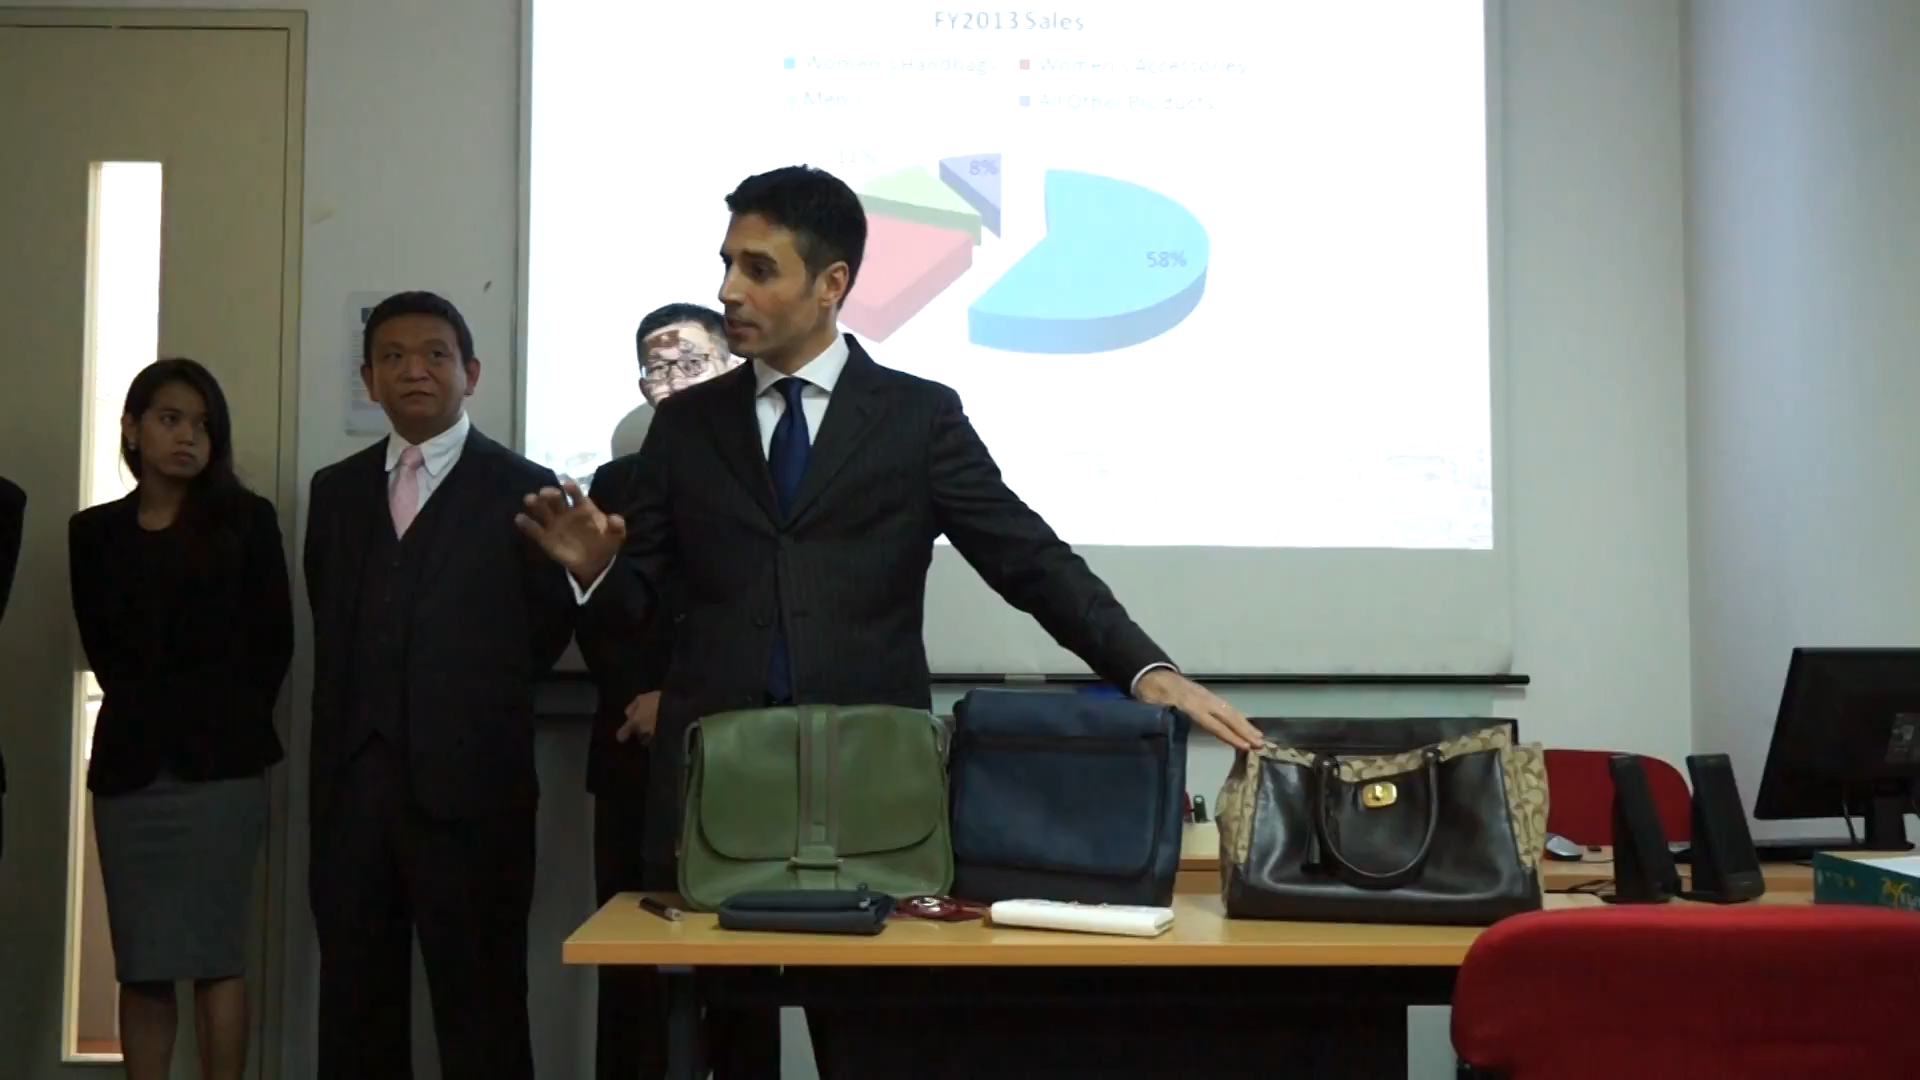 FY2013 Sales
Women's Handbags
Women's Accessories
Men's
All Other Products
11%
8%
58%